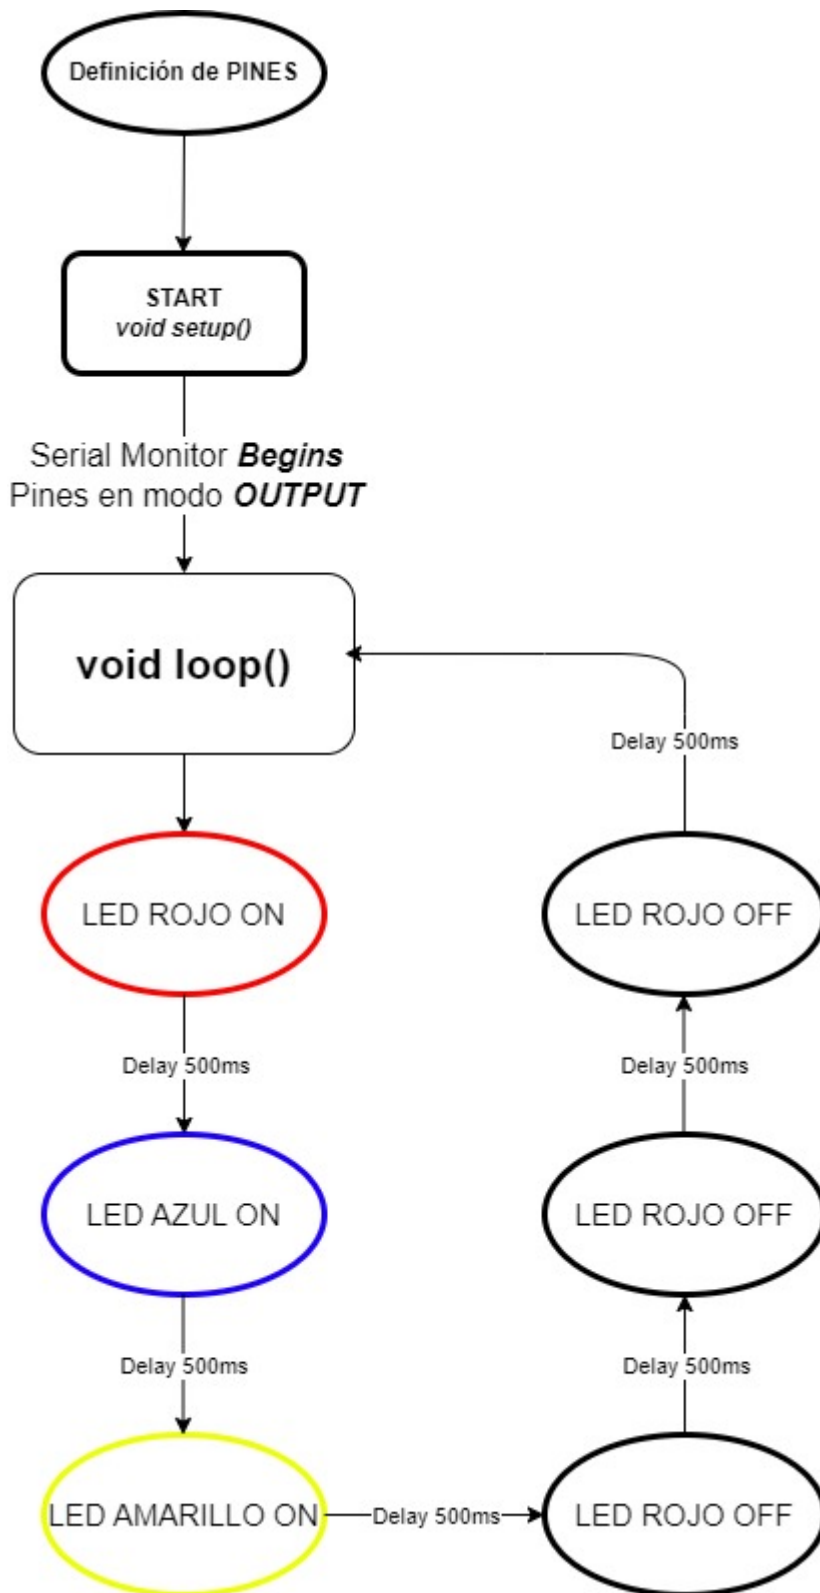 Definición de PINES
START
void setup()
Serial Monitor Begins
Pines en modo OUTPUT
void loop()
LED ROJO ON
Delay 500ms
LED AZUL ON
Delay 500ms
LED AMARILLO ON
Delay 500ms
LED ROJO OFF
Delay 500ms
LED ROJO OFF
Delay 500ms
LED ROJO OFF
Delay 500ms